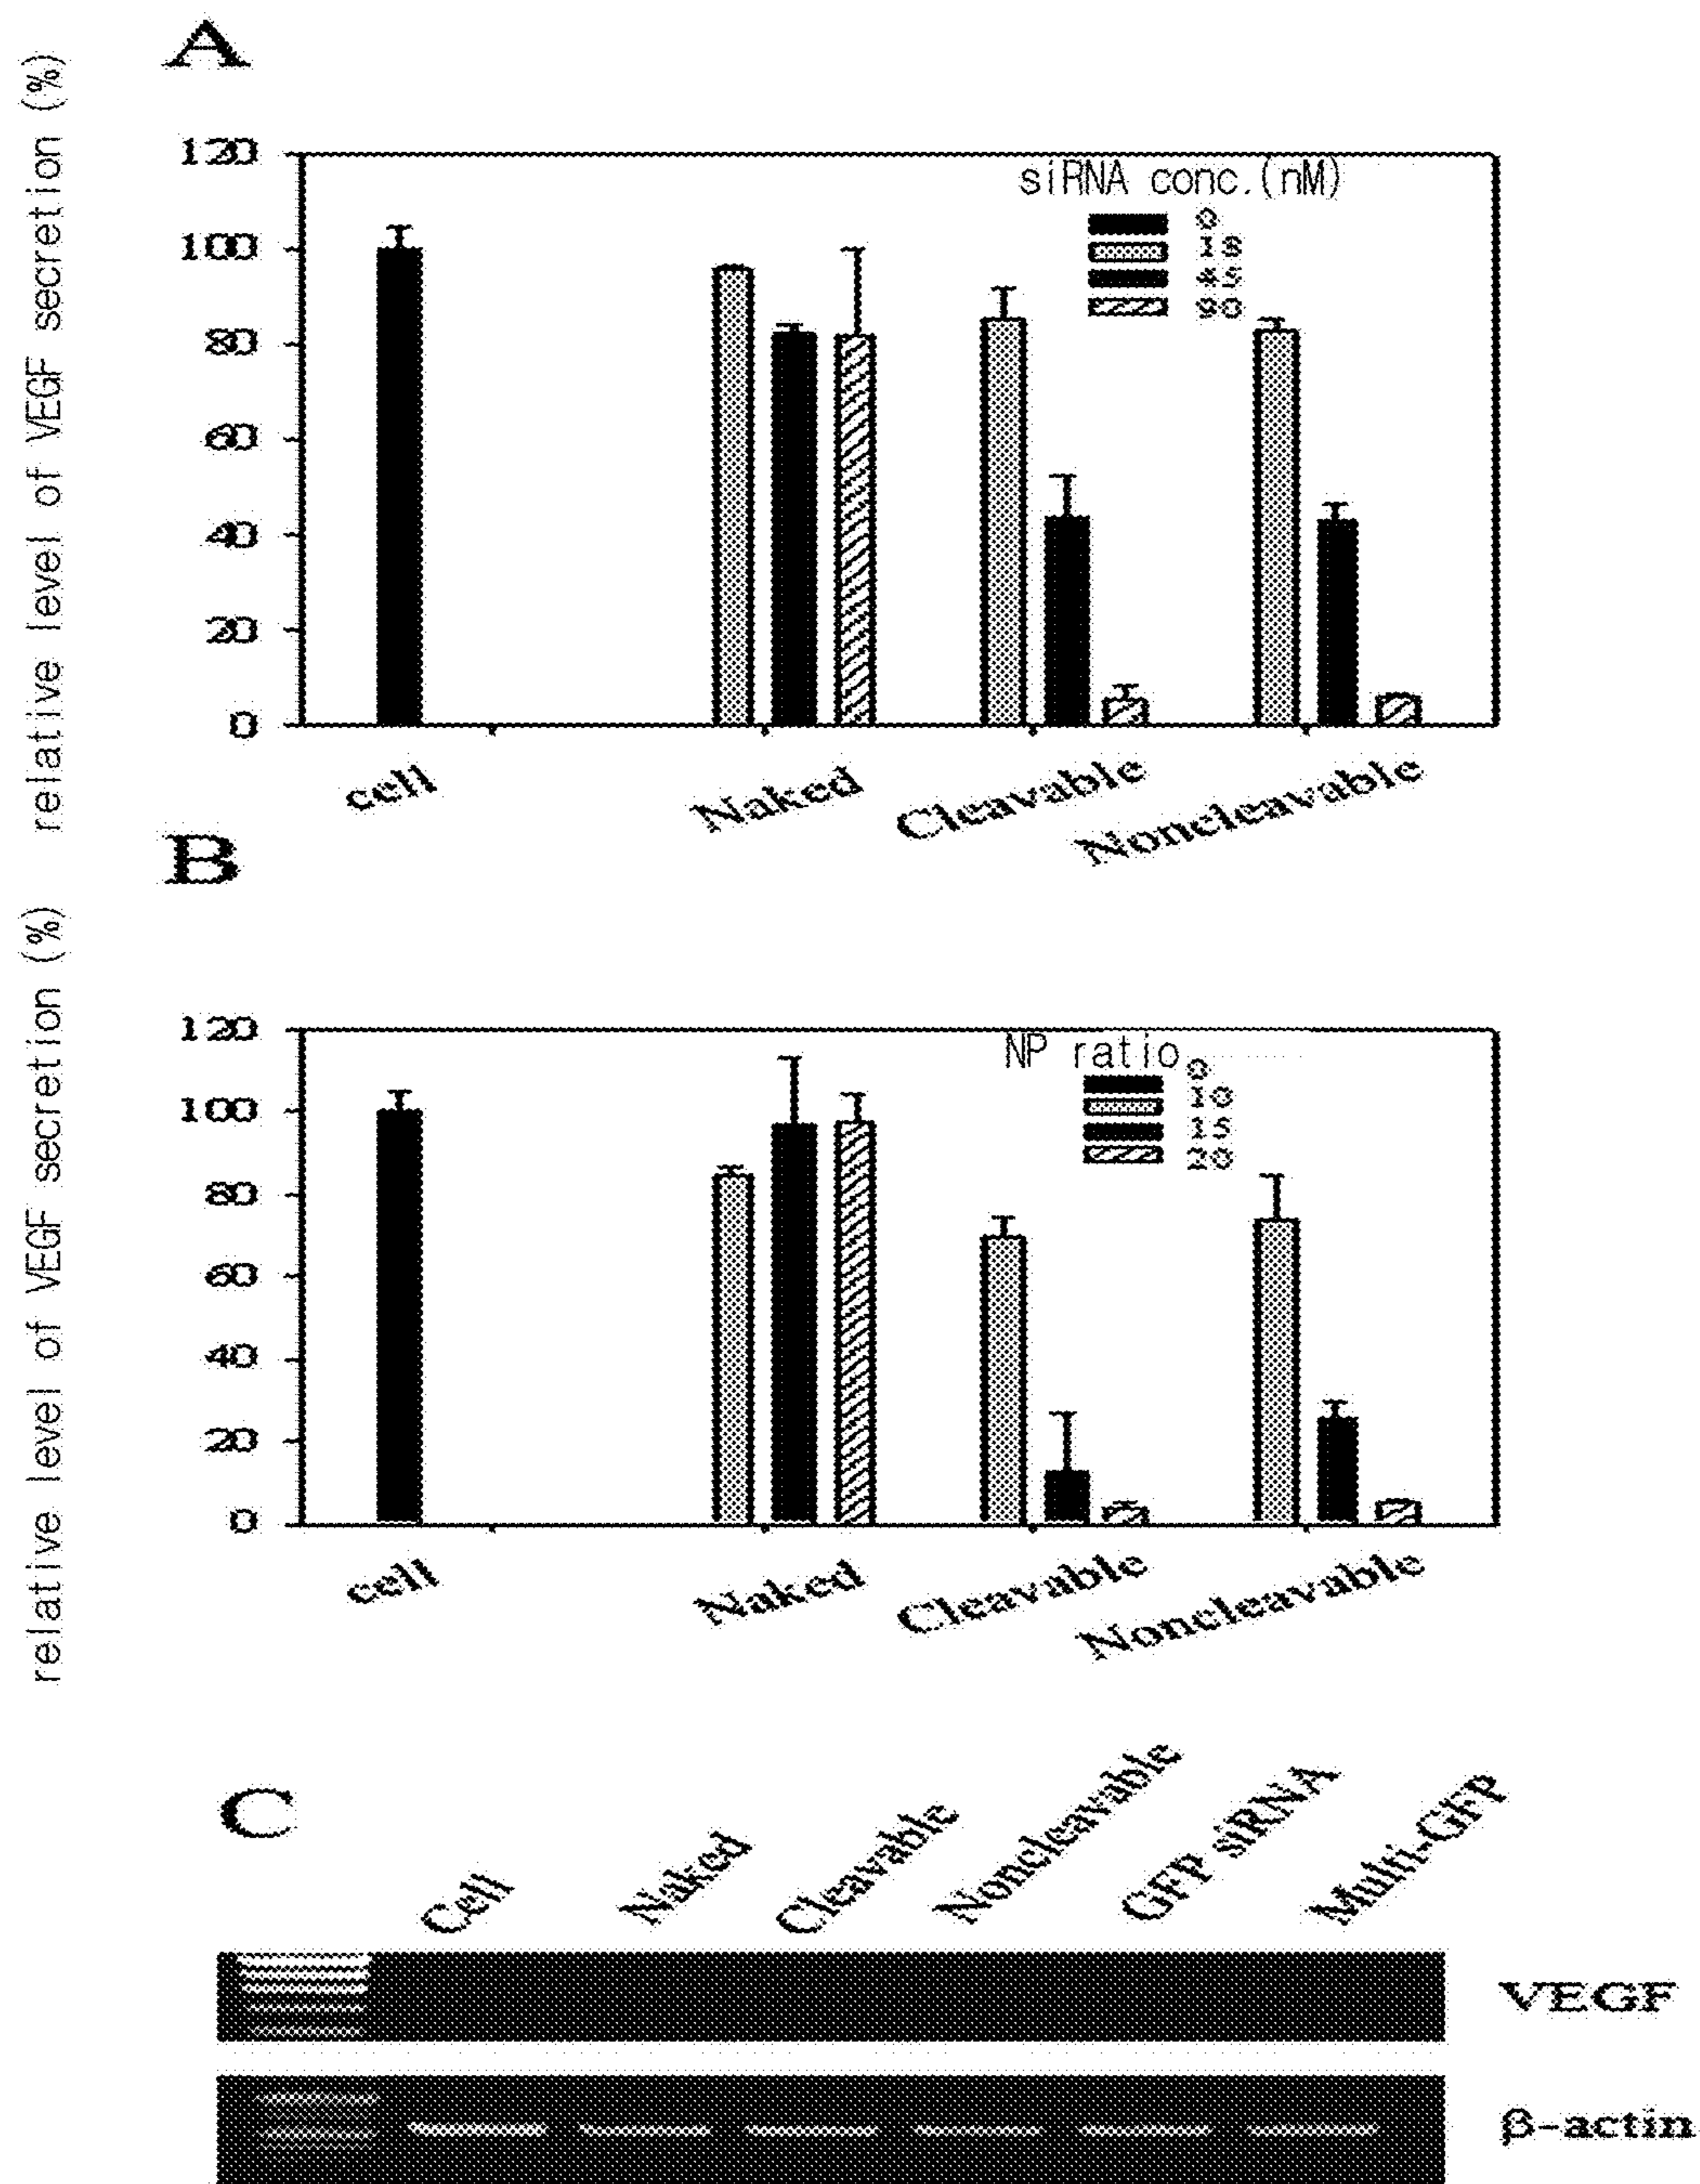 A
relative level of VEGF secretion (%)
120
100
80
60
40
20
0
siRNA conc.(nM)
0
18
45
90
cell
Naked
Cleavable
Noncleavable
B
relative level of VEGF secretion (%)
120
100
80
60
40
20
0
NP ratio
0
10
15
20
cell
Naked
Cleavable
Noncleavable
C
Cell
Naked
Cleavable
Noncleavable
GFP siRNA
Multi-GFP
VEGF
β-actin